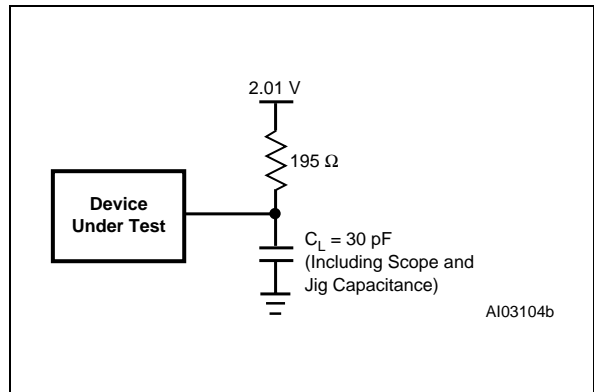 2.01 V
195 Ω
Device
Under Test
C_L = 30 pF
(Including Scope and
Jig Capacitance)
AI03104b